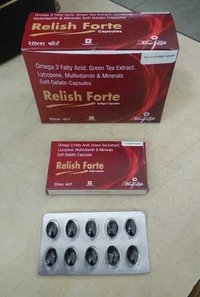 Omega 3 Fatty Acid, Green Tea Extract,
Lycopene, Multivitamin & Minerals
Soft Gelatin Capsules
Relish Forte
Capsules
रेलिश फोर्ट
Omega 3 Fatty Acid, Green Tea Extract,
Lycopene, Multivitamin & Minerals
Soft Gelatin Capsules
Relish Forte
रेलिश फोर्ट